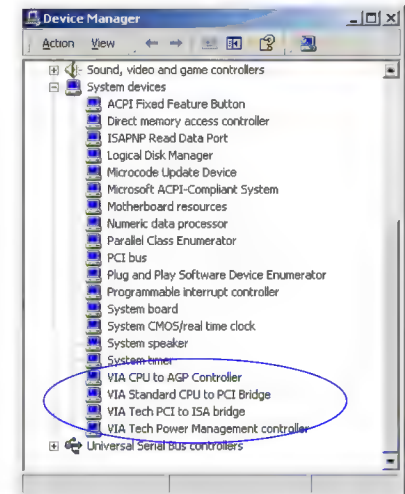 Device Manager
Action View
Sound, video and game controllers
System devices
ACPI Fixed Feature Button
Direct memory access controller
ISAPNP Read Data Port
Logical Disk Manager
Microcode Update Device
Microsoft ACPI-Compliant System
Motherboard resources
Numeric data processor
Parallel Class Enumerator
PCI bus
Plug and Play Software Device Enumerator
Programmable interrupt controller
System board
System CMOS/real time clock
System speaker
System timer
VIA CPU to AGP Controller
VIA Standard CPU to PCI Bridge
VIA Tech PCI to ISA bridge
VIA Tech Power Management controller
Universal Serial Bus controllers